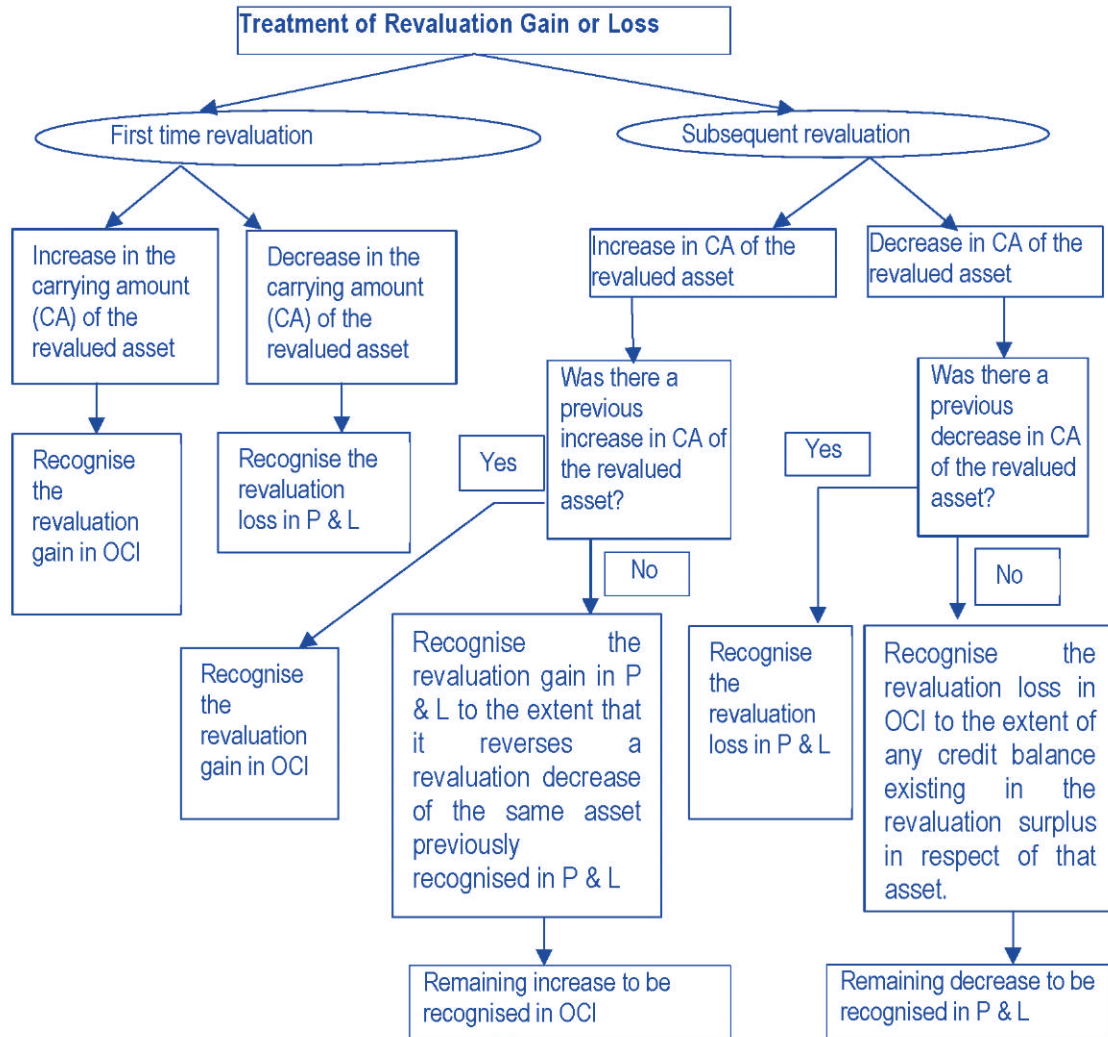 Treatment of Revaluation Gain or Loss
First time revaluation
Subsequent revaluation
Increase in the
carrying amount
(CA) of the
revalued asset
Decrease in the
carrying amount
(CA) of the
revalued asset
Increase in CA of the
revalued asset
Decrease in CA of the
revalued asset
Recognise
the
revaluation
gain in OCI
Recognise the
revaluation
loss in P & L
Yes
Was there a
previous
increase in CA of
the revalued
asset?
Yes
Was there a
previous
decrease in CA
of the revalued
asset?
No
No
Recognise
the
revaluation
gain in OCI
Recognise the
revaluation gain in P
& L to the extent that
it reverses a
revaluation decrease
of the same asset
previously
recognised in P & L
Recognise
the
revaluation
loss in P & L
Recognise the
revaluation loss in
OCI to the extent of
any credit balance
existing in the
revaluation surplus
in respect of that
asset.
Remaining increase to be
recognised in OCI
Remaining decrease to be
recognised in P & L